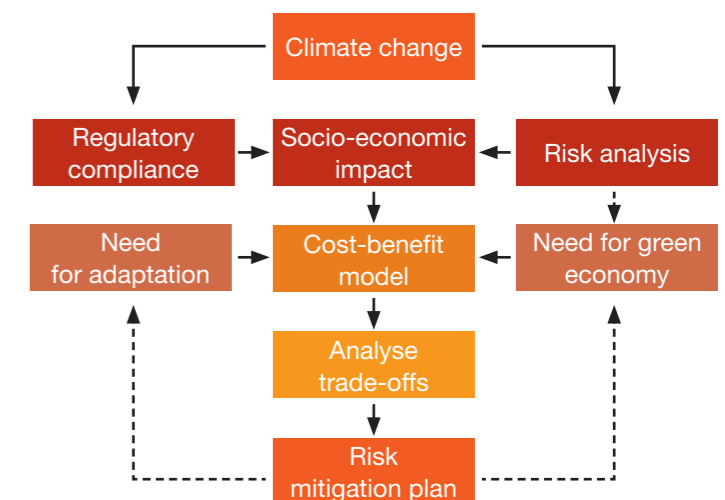 Climate change
Regulatory
compliance
Socio-economic
impact
Risk analysis
Need
for adaptation
Cost-benefit
model
Need for green
economy
Analyse
trade-offs
Risk
mitigation plan